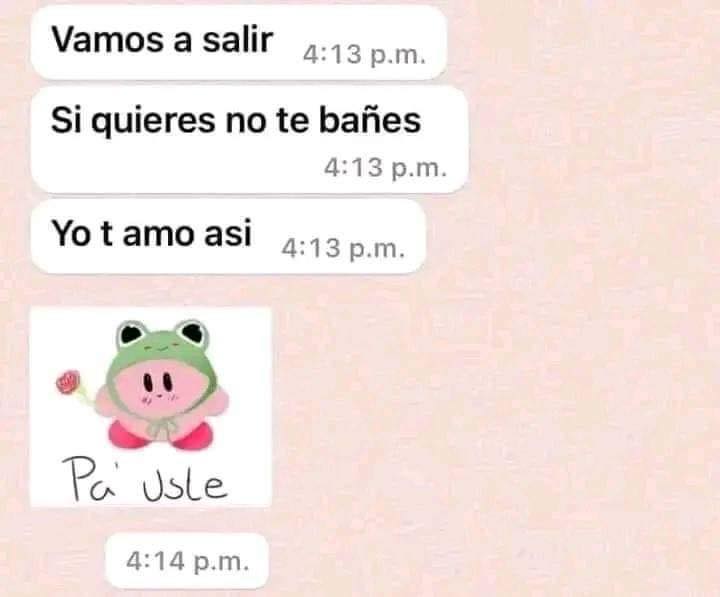 Vamos a salir 4:13 p.m.
Si quieres no te bañes
4:13 p.m.
Yo t amo asi 4:13 p.m.
Pa' usle
4:14 p.m.